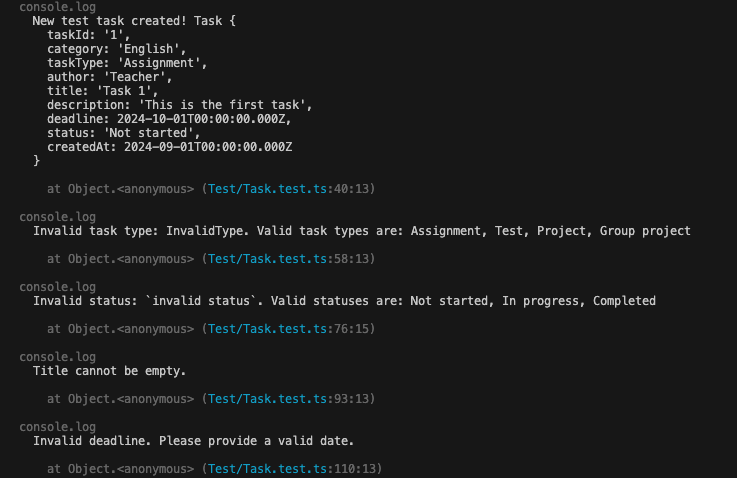 console.log
New test task created! Task {
taskId: '1',
category: 'English',
taskType: 'Assignment',
author: 'Teacher',
title: 'Task 1',
description: 'This is the first task',
deadline: 2024-10-01T00:00:00.000Z,
status: 'Not started',
createdAt: 2024-09-01T00:00:00.000Z
}
at Object.<anonymous> (Test/Task.test.ts:40:13)
console.log
Invalid task type: InvalidType. Valid task types are: Assignment, Test, Project, Group project
at Object.<anonymous> (Test/Task.test.ts:58:13)
console.log
Invalid status: `invalid status`. Valid statuses are: Not started, In progress, Completed
at Object.<anonymous> (Test/Task.test.ts:76:15)
console.log
Title cannot be empty.
at Object.<anonymous> (Test/Task.test.ts:93:13)
console.log
Invalid deadline. Please provide a valid date.
at Object.<anonymous> (Test/Task.test.ts:110:13)